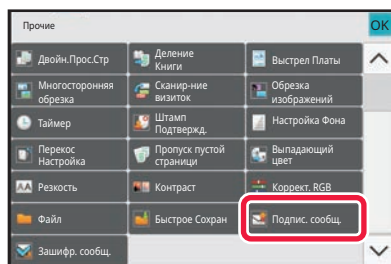 Прочие
OK
Двойн.Прос.Стр
Деление
Книги
Выстрел Платы
Многосторонняя
обрезка
Сканир-ние
визиток
Обрезка
изображений
Таймер
Штамп
Подтвержд.
Настройка Фона
Перекос
Настройка
Пропуск пустой
страници
Выпадающий
цвет
AA Резкость
Контраст
Коррект. RGB
Файл
Быстрое Сохран
Подпис. сообщ.
Зашифр. сообщ.